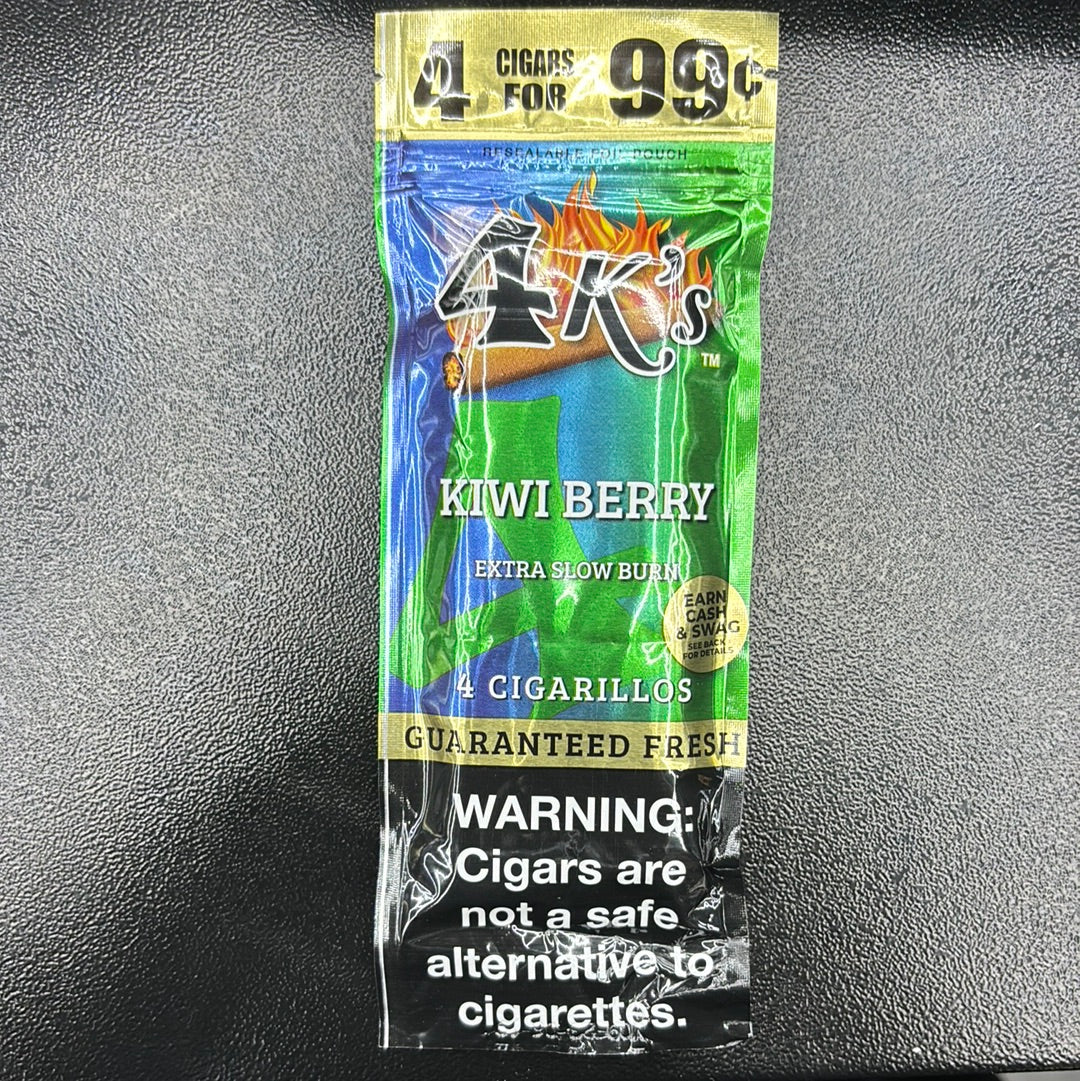 4 CIGARS FOR 99¢
RESEALABLE FOIL POUCH
4K's
TM
KIWI BERRY
EXTRA SLOW BURN
EARN
CASH
& SWAG
SEE BACK
FOR DETAILS
4 CIGARILLOS
GUARANTEED FRESH
WARNING:
Cigars are
not a safe
alternative to
cigarettes.